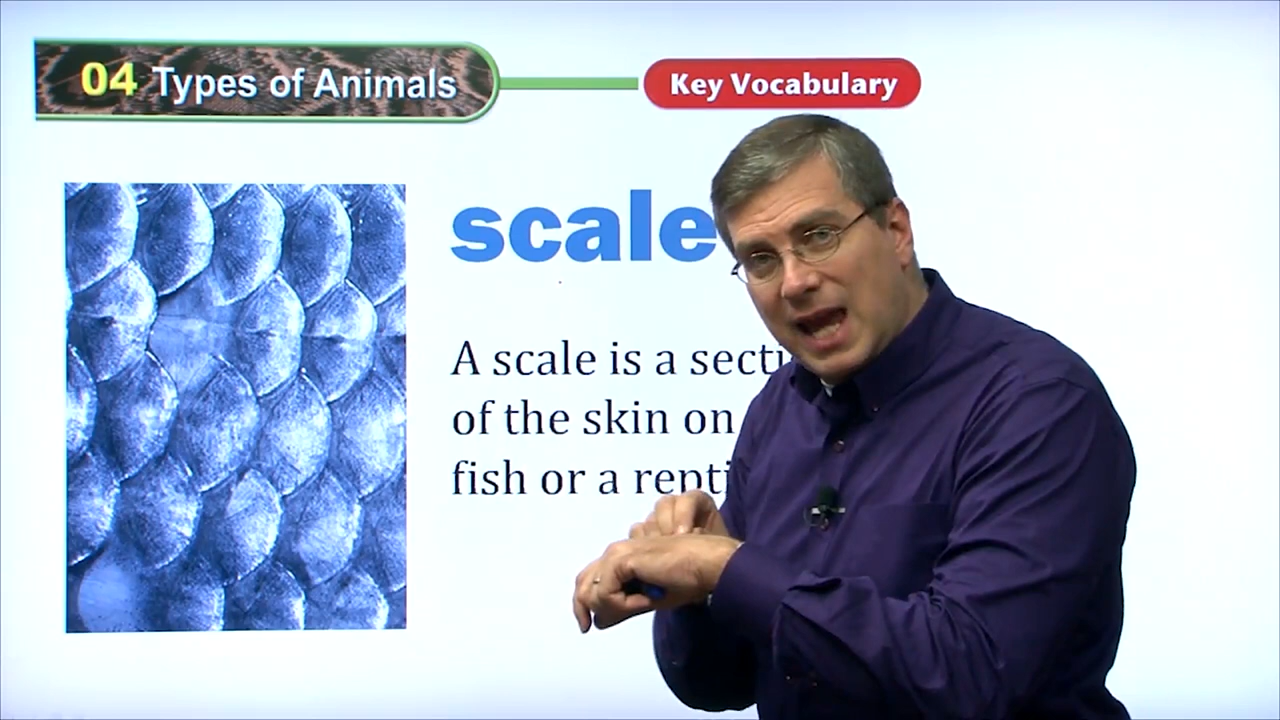 04 Types of Animals
Key Vocabulary
scale
A scale is a
of the skin on
fish or a